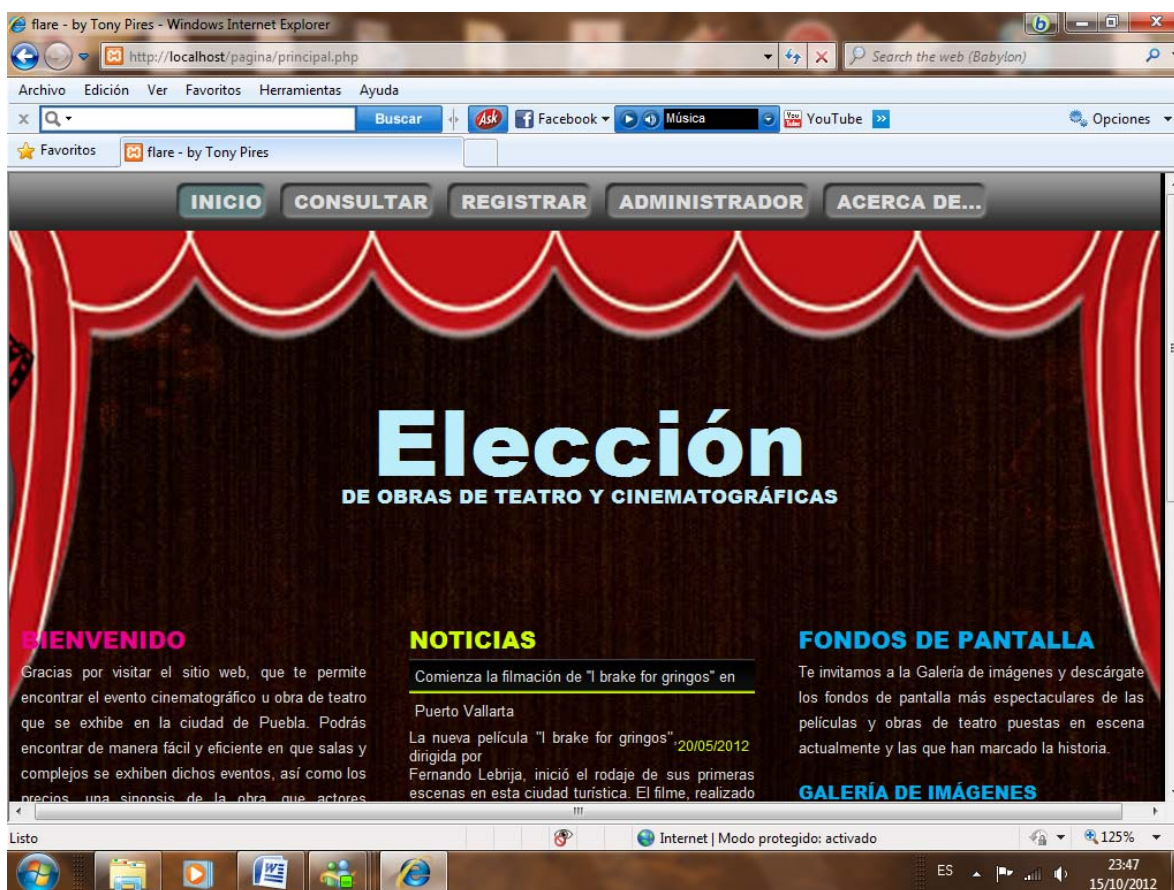 flare - by Tony Pires - Windows Internet Explorer
http://localhost/pagina/principal.php
Search the web (Babylon)
Archivo Edición Ver Favoritos Herramientas Ayuda
Buscar Ask Facebook Música YouTube Opciones
Favoritos flare - by Tony Pires
INICIO CONSULTAR REGISTRAR ADMINISTRADOR ACERCA DE...
Elección
DE OBRAS DE TEATRO Y CINEMATOGRÁFICAS
BIENVENIDO
Gracias por visitar el sitio web, que te permite
encontrar el evento cinematográfico u obra de teatro
que se exhibe en la ciudad de Puebla. Podrás
encontrar de manera fácil y eficiente en que salas y
complejos se exhiben dichos eventos, así como los
precios, una sinopsis de la obra, que actores
NOTICIAS
Comienza la filmación de "I brake for gringos" en
Puerto Vallarta
La nueva película "I brake for gringos",
dirigida por
20/05/2012
Fernando Lebrija, inició el rodaje de sus primeras
escenas en esta ciudad turística. El filme, realizado
FONDOS DE PANTALLA
Te invitamos a la Galería de imágenes y descárgate
los fondos de pantalla más espectaculares de las
películas y obras de teatro puestas en escena
actualmente y las que han marcado la historia.
GALERÍA DE IMÁGENES
Listo Internet | Modo protegido: activado 125%
ES 23:47
15/10/2012